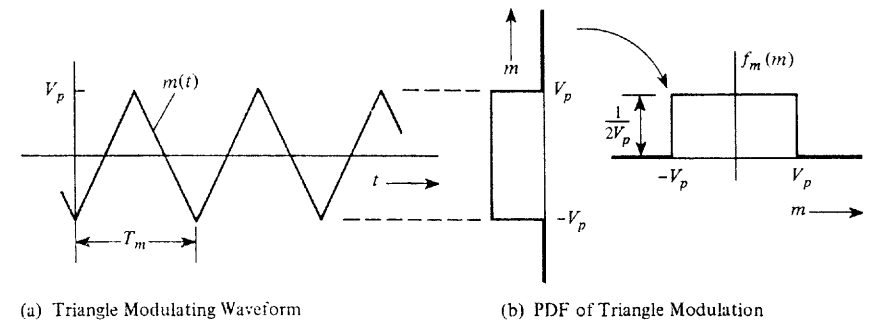 V_p
m(t)
t
T_m
m
V_p
-V_p
f_m(m)
1
2V_p
-V_p
V_p
m
(a) Triangle Modulating Waveform
(b) PDF of Triangle Modulation